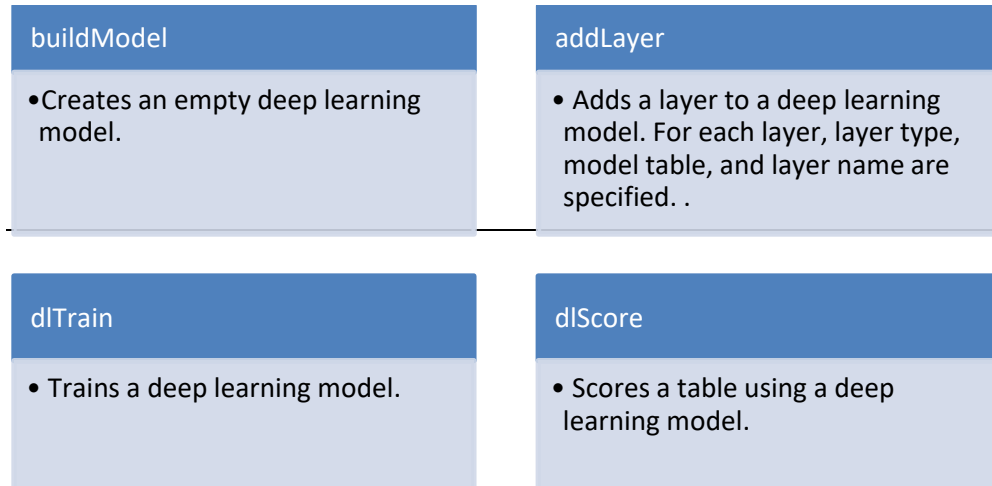 buildModel
•Creates an empty deep learning
model.
addLayer
• Adds a layer to a deep learning
model. For each layer, layer type,
model table, and layer name are
specified. .
dlTrain
• Trains a deep learning model.
dlScore
• Scores a table using a deep
learning model.